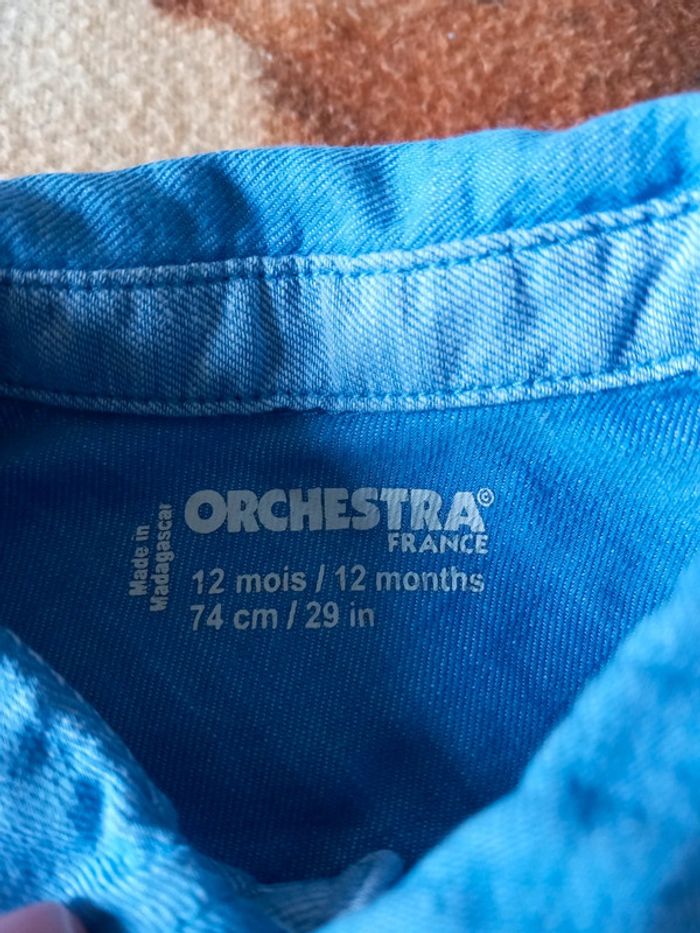 Made in
Madagascar
ORCHESTRA©
FRANCE
12 mois / 12 months
74 cm / 29 in